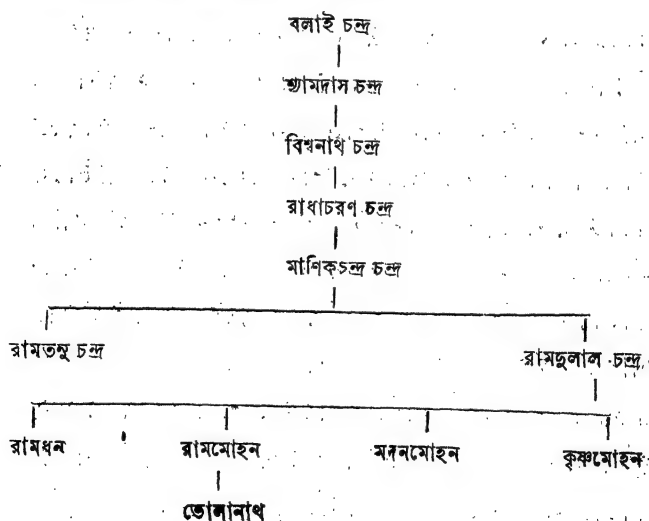 বলাই চন্দ্র
শ্যামদাস চন্দ্র
বিশ্বনাথ চন্দ্র
রাধাচরণ চন্দ্র
মাণিকচন্দ্র চন্দ্র
রামতনু চন্দ্র রামদুলাল চন্দ্র
রামধন রামমোহন মদনমোহন কৃষ্ণমোহন
ভোলানাথ